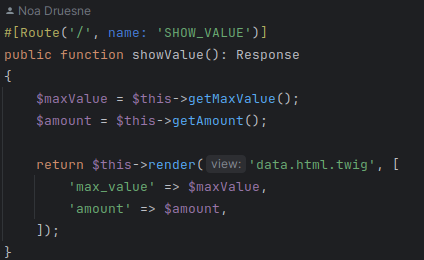 Noa Druesne
#[Route('/', name: 'SHOW_VALUE')]
public function showValue(): Response
{
    $maxValue = $this->getMaxValue();
    $amount = $this->getAmount();

    return $this->render( view: 'data.html.twig', [
        'max_value' => $maxValue,
        'amount' => $amount,
    ]);
}